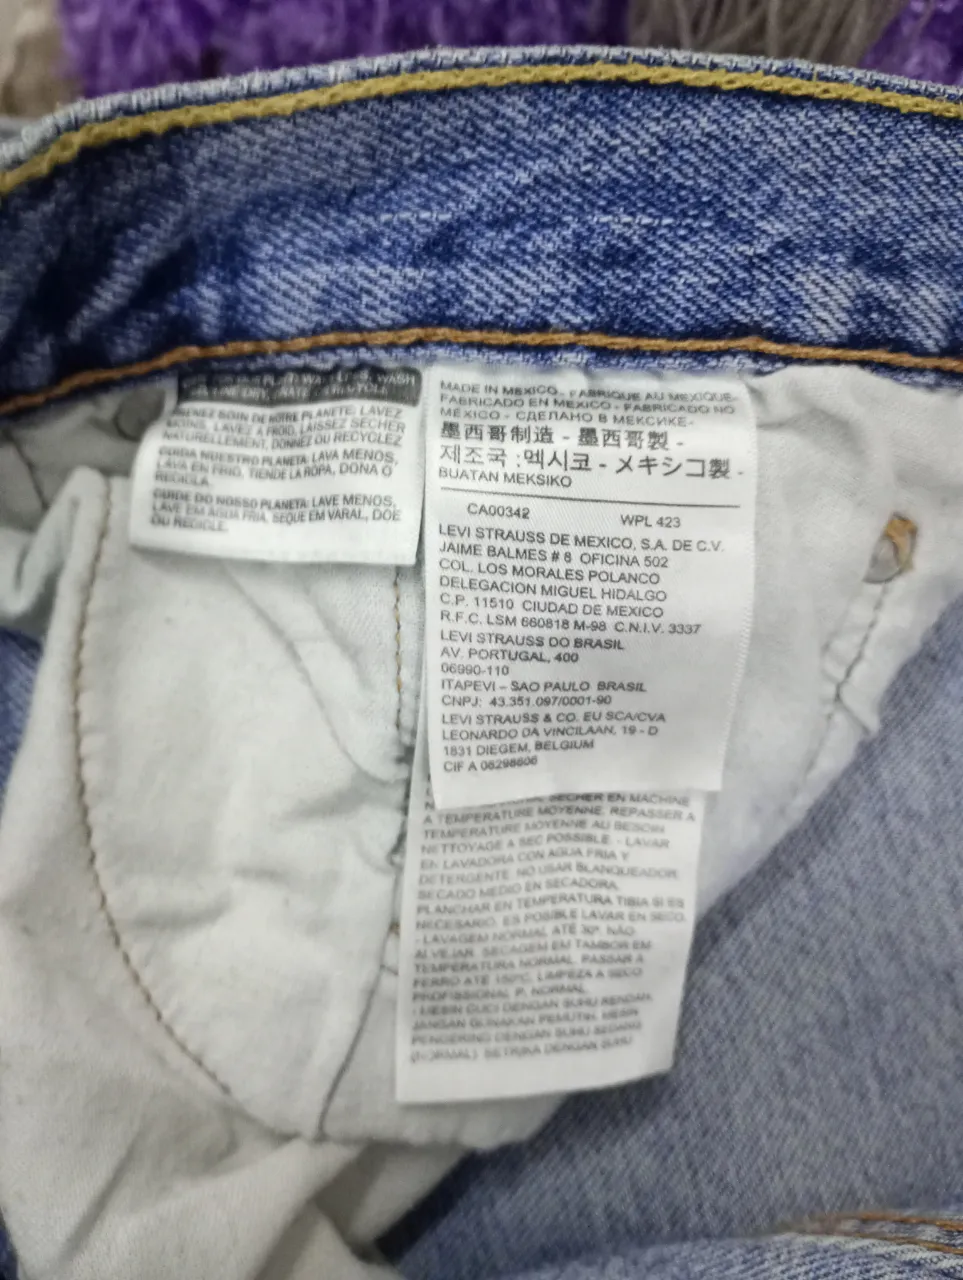 PRENEZ SOIN DE NOTRE PLANETE: LAVEZ
MOINS, LAVEZ A FROID, LAISSEZ SÉCHER
NATURELLEMENT, DONNEZ OU RECYCLEZ
CUIDA NUESTRO PLANETA: LAVA MENOS,
LAVA EN FRIO, TIENDE LA ROPA, DONA O
RECICLA.
CUIDE DO NOSSO PLANETA: LAVE MENOS,
LAVE EM AGUA FRIA, SEQUE EM VARAL, DOE
OU RECICLE.
MADE IN MEXICO - FABRIQUE AU MEXIQUE-
FABRICADO EN MEXICO - FABRICADO NO
MÉXICO - СДЕЛАНО В МЕКСИКЕ-
墨西哥制造 - 墨西哥製 -
제조국 :멕시코 - メキシコ製 -
BUATAN MEKSIKO
CA00342 WPL 423
LEVI STRAUSS DE MEXICO, S.A. DE C.V.
JAIME BALMES # 8 OFICINA 502
COL. LOS MORALES POLANCO
DELEGACION MIGUEL HIDALGO
C.P. 11510 CIUDAD DE MEXICO
R.F.C. LSM 660818 M-98 C.N.I.V. 3337
LEVI STRAUSS DO BRASIL
AV. PORTUGAL, 400
06690-110
ITAPEVI – SAO PAULO BRASIL
CNPJ: 43.351.097/0001-90
LEVI STRAUSS & CO. EU SCA/CVA
LEONARDO DA VINCILAAN, 19 - D
1831 DIEGEM, BELGIUM
CIF A 08298606
SECHER EN MACHINE
A TEMPERATURE MOYENNE. REPASSER A
TEMPERATURE MOYENNE AU BESOIN
NETTOYAGE A SEC POSSIBLE. - LAVAR
EN LAVADORA CON AGUA FRIA Y
DETERGENTE. NO USAR BLANQUEADOR.
SECADO MEDIO EN SECADORA.
PLANCHAR EN TEMPERATURA TIBIA SI ES
NECESARIO. ES POSIBLE LAVAR EN SECO.
- LAVAGEM NORMAL ATÉ 30º. NÃO
ALVEJAR. SECAGEM EM TAMBOR EM
TEMPERATURA NORMAL. PASSAR A
FERRO ATÉ 150ºC. LIMPEZA A SECO
PROFISSIONAL P, NORMAL.
- MESIN CUCI DENGAN SUHU RENDAH.
JANGAN GUNAKAN PEMUTIH. MESIN
PENGERING DENGAN SUHU SEDANG
(NORMAL) SETRIKA DENGAN SUHU